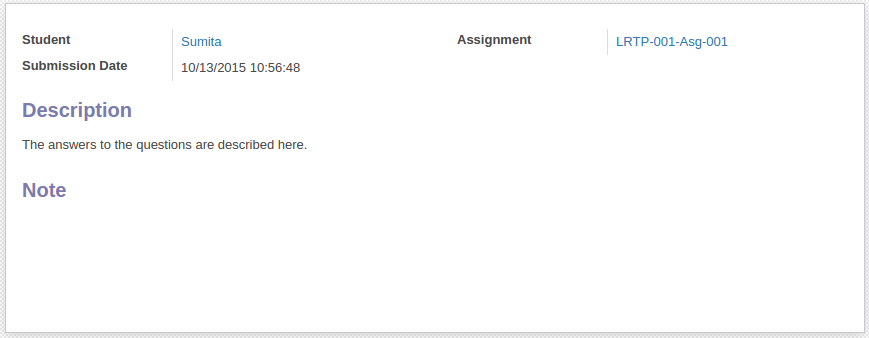 Student Sumita Assignment LRTP-001-Asg-001
Submission Date 10/13/2015 10:56:48
Description
The answers to the questions are described here.
Note